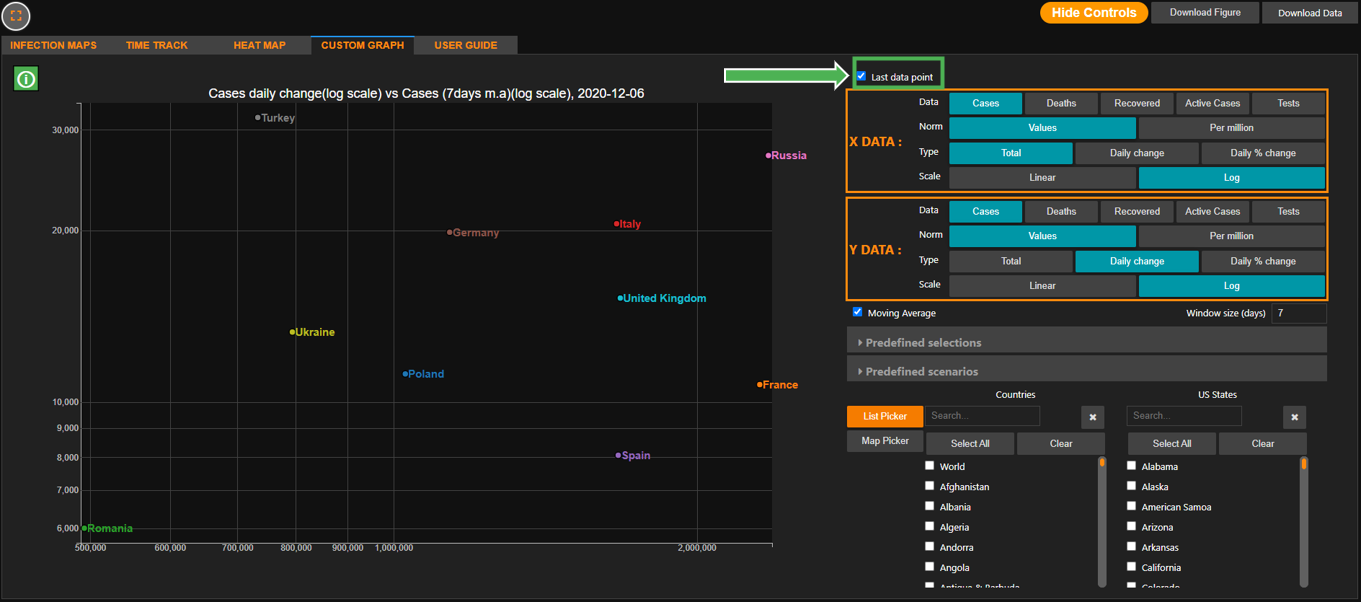 Hide Controls Download Figure Download Data
INFECTION MAPS TIME TRACK HEAT MAP CUSTOM GRAPH USER GUIDE
Last data point
Cases daily change(log scale) vs Cases (7days m.a)(log scale), 2020-12-06
30,000
20,000
10,000
9,000
8,000
7,000
6,000
500,000 600,000 700,000 800,000 900,000 1,000,000 2,000,000
Turkey
Russia
Italy
Germany
United Kingdom
Ukraine
Poland
France
Spain
Romania
X DATA :
Data Cases Deaths Recovered Active Cases Tests
Norm Values Per million
Type Total Daily change Daily % change
Scale Linear Log
Y DATA :
Data Cases Deaths Recovered Active Cases Tests
Norm Values Per million
Type Total Daily change Daily % change
Scale Linear Log
Moving Average Window size (days) 7
Predefined selections
Predefined scenarios
Countries US States
List Picker Search... Search...
Map Picker Select All Clear Select All Clear
World Alabama
Afghanistan Alaska
Albania American Samoa
Algeria Arizona
Andorra Arkansas
Angola California
Antigua & Barbuda Colorado